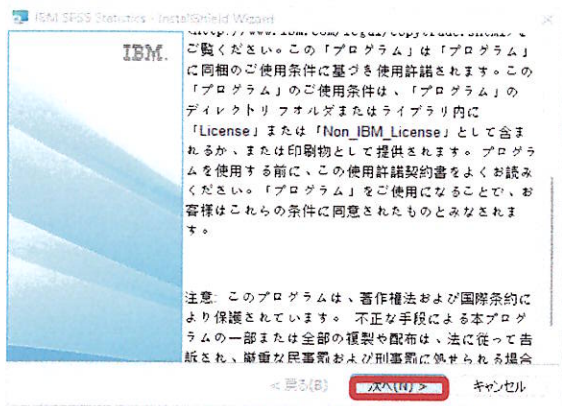 IBM SPSS Statistics - InstallShield Wizard
IBM.
<http://www.ibm.com/legal/copytrade.shtml> を
ご覧ください。この「プログラム」は「プログラム」
に同梱のご使用条件に基づき使用許諾されます。この
「プログラム」のご使用条件は、「プログラム」の
ディレクトリ フオルダまたはライブラリ内に
「License」または「Non_IBM_License」として含ま
れるか、または印刷物として提供されます。 プログラ
ムを使用する前に、この使用許諾契約書をよくお読み
ください。「プログラム」をご使用になることで、お
客様はこれらの条件に同意されたものとみなされま
す。
注意: このプログラムは、著作権法および国際条約に
より保護されています。 不正な手段による本プログ
ラムの一部または全部の複製や配布は、法に従って告
訴され、厳重な民事罰および刑事罰に処せられる場合
< 戻る(B)
次へ(N) >
キャンセル